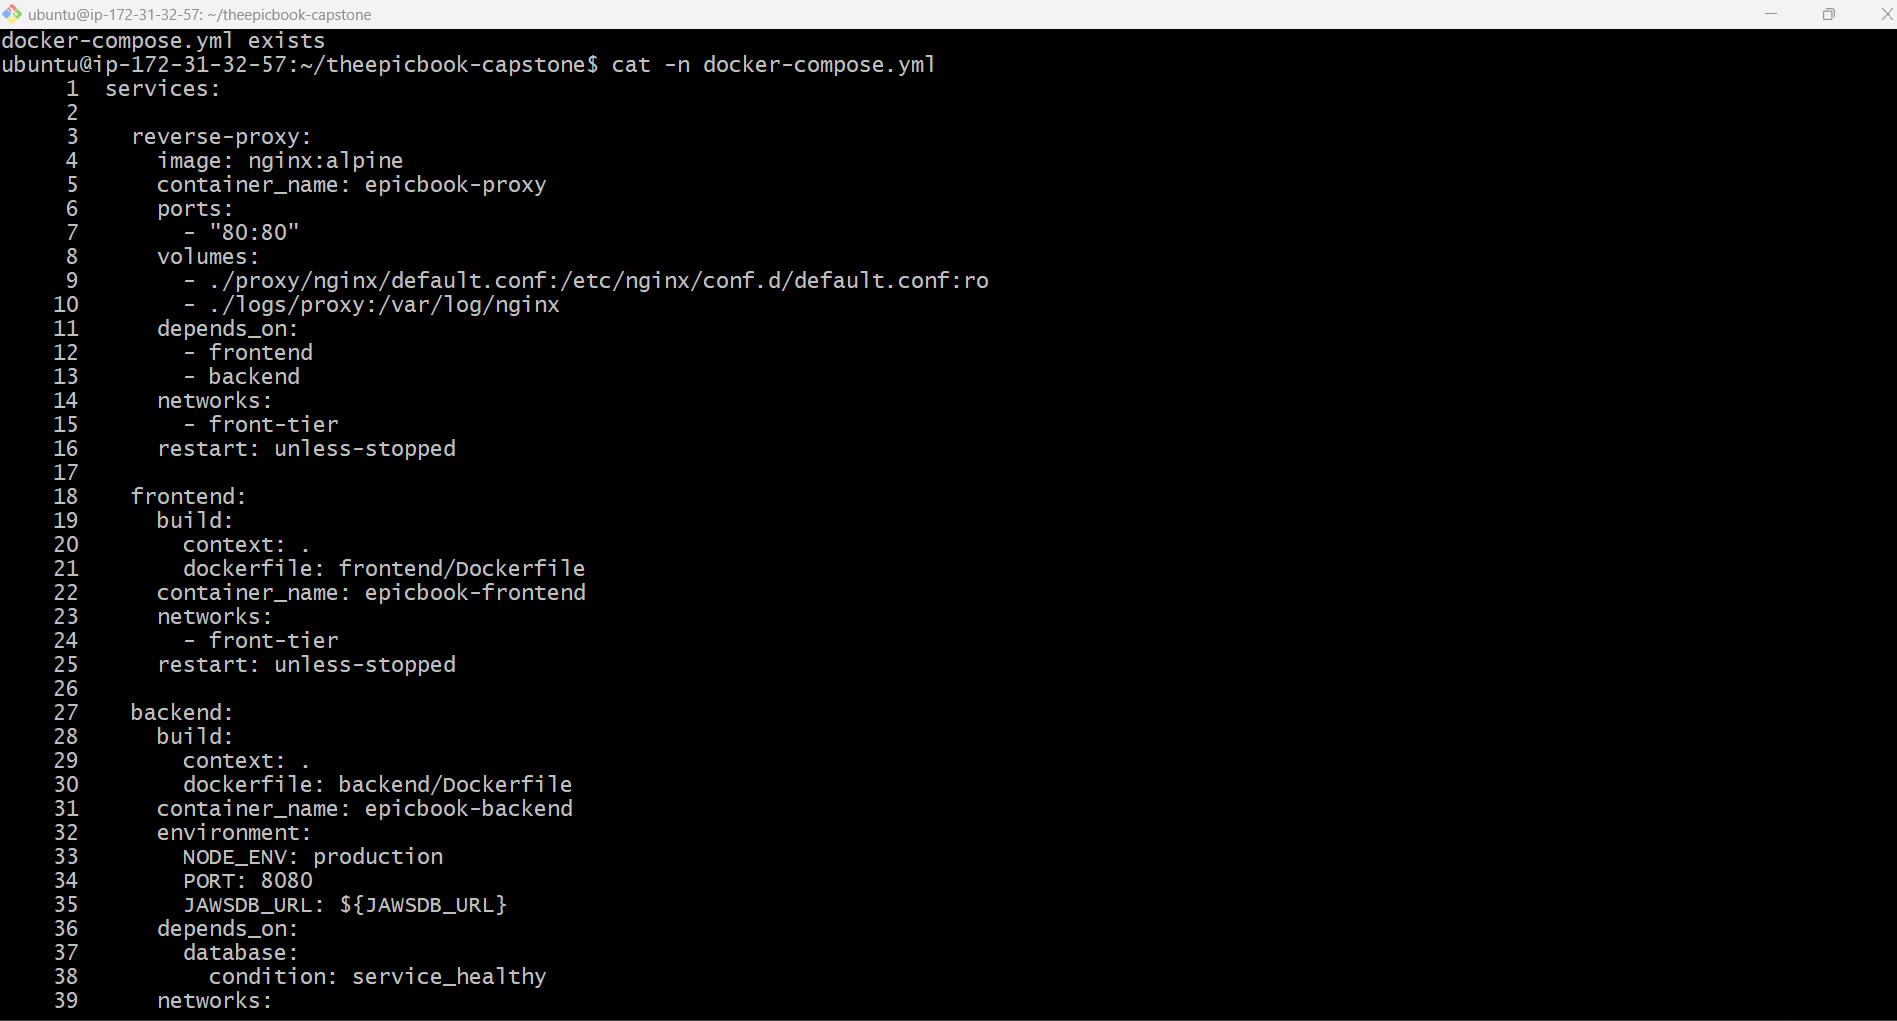 ubuntu@ip-172-31-32-57: ~/theepicbook-capstone
docker-compose.yml exists
ubuntu@ip-172-31-32-57:~/theepicbook-capstone$ cat -n docker-compose.yml
     1  services:
     2
     3    reverse-proxy:
     4      image: nginx:alpine
     5      container_name: epicbook-proxy
     6      ports:
     7        - "80:80"
     8      volumes:
     9        - ./proxy/nginx/default.conf:/etc/nginx/conf.d/default.conf:ro
    10        - ./logs/proxy:/var/log/nginx
    11      depends_on:
    12        - frontend
    13        - backend
    14      networks:
    15        - front-tier
    16      restart: unless-stopped
    17
    18    frontend:
    19      build:
    20        context: .
    21        dockerfile: frontend/Dockerfile
    22      container_name: epicbook-frontend
    23      networks:
    24        - front-tier
    25      restart: unless-stopped
    26
    27    backend:
    28      build:
    29        context: .
    30        dockerfile: backend/Dockerfile
    31      container_name: epicbook-backend
    32      environment:
    33        NODE_ENV: production
    34        PORT: 8080
    35        JAWSDB_URL: ${JAWSDB_URL}
    36      depends_on:
    37        database:
    38          condition: service_healthy
    39      networks: